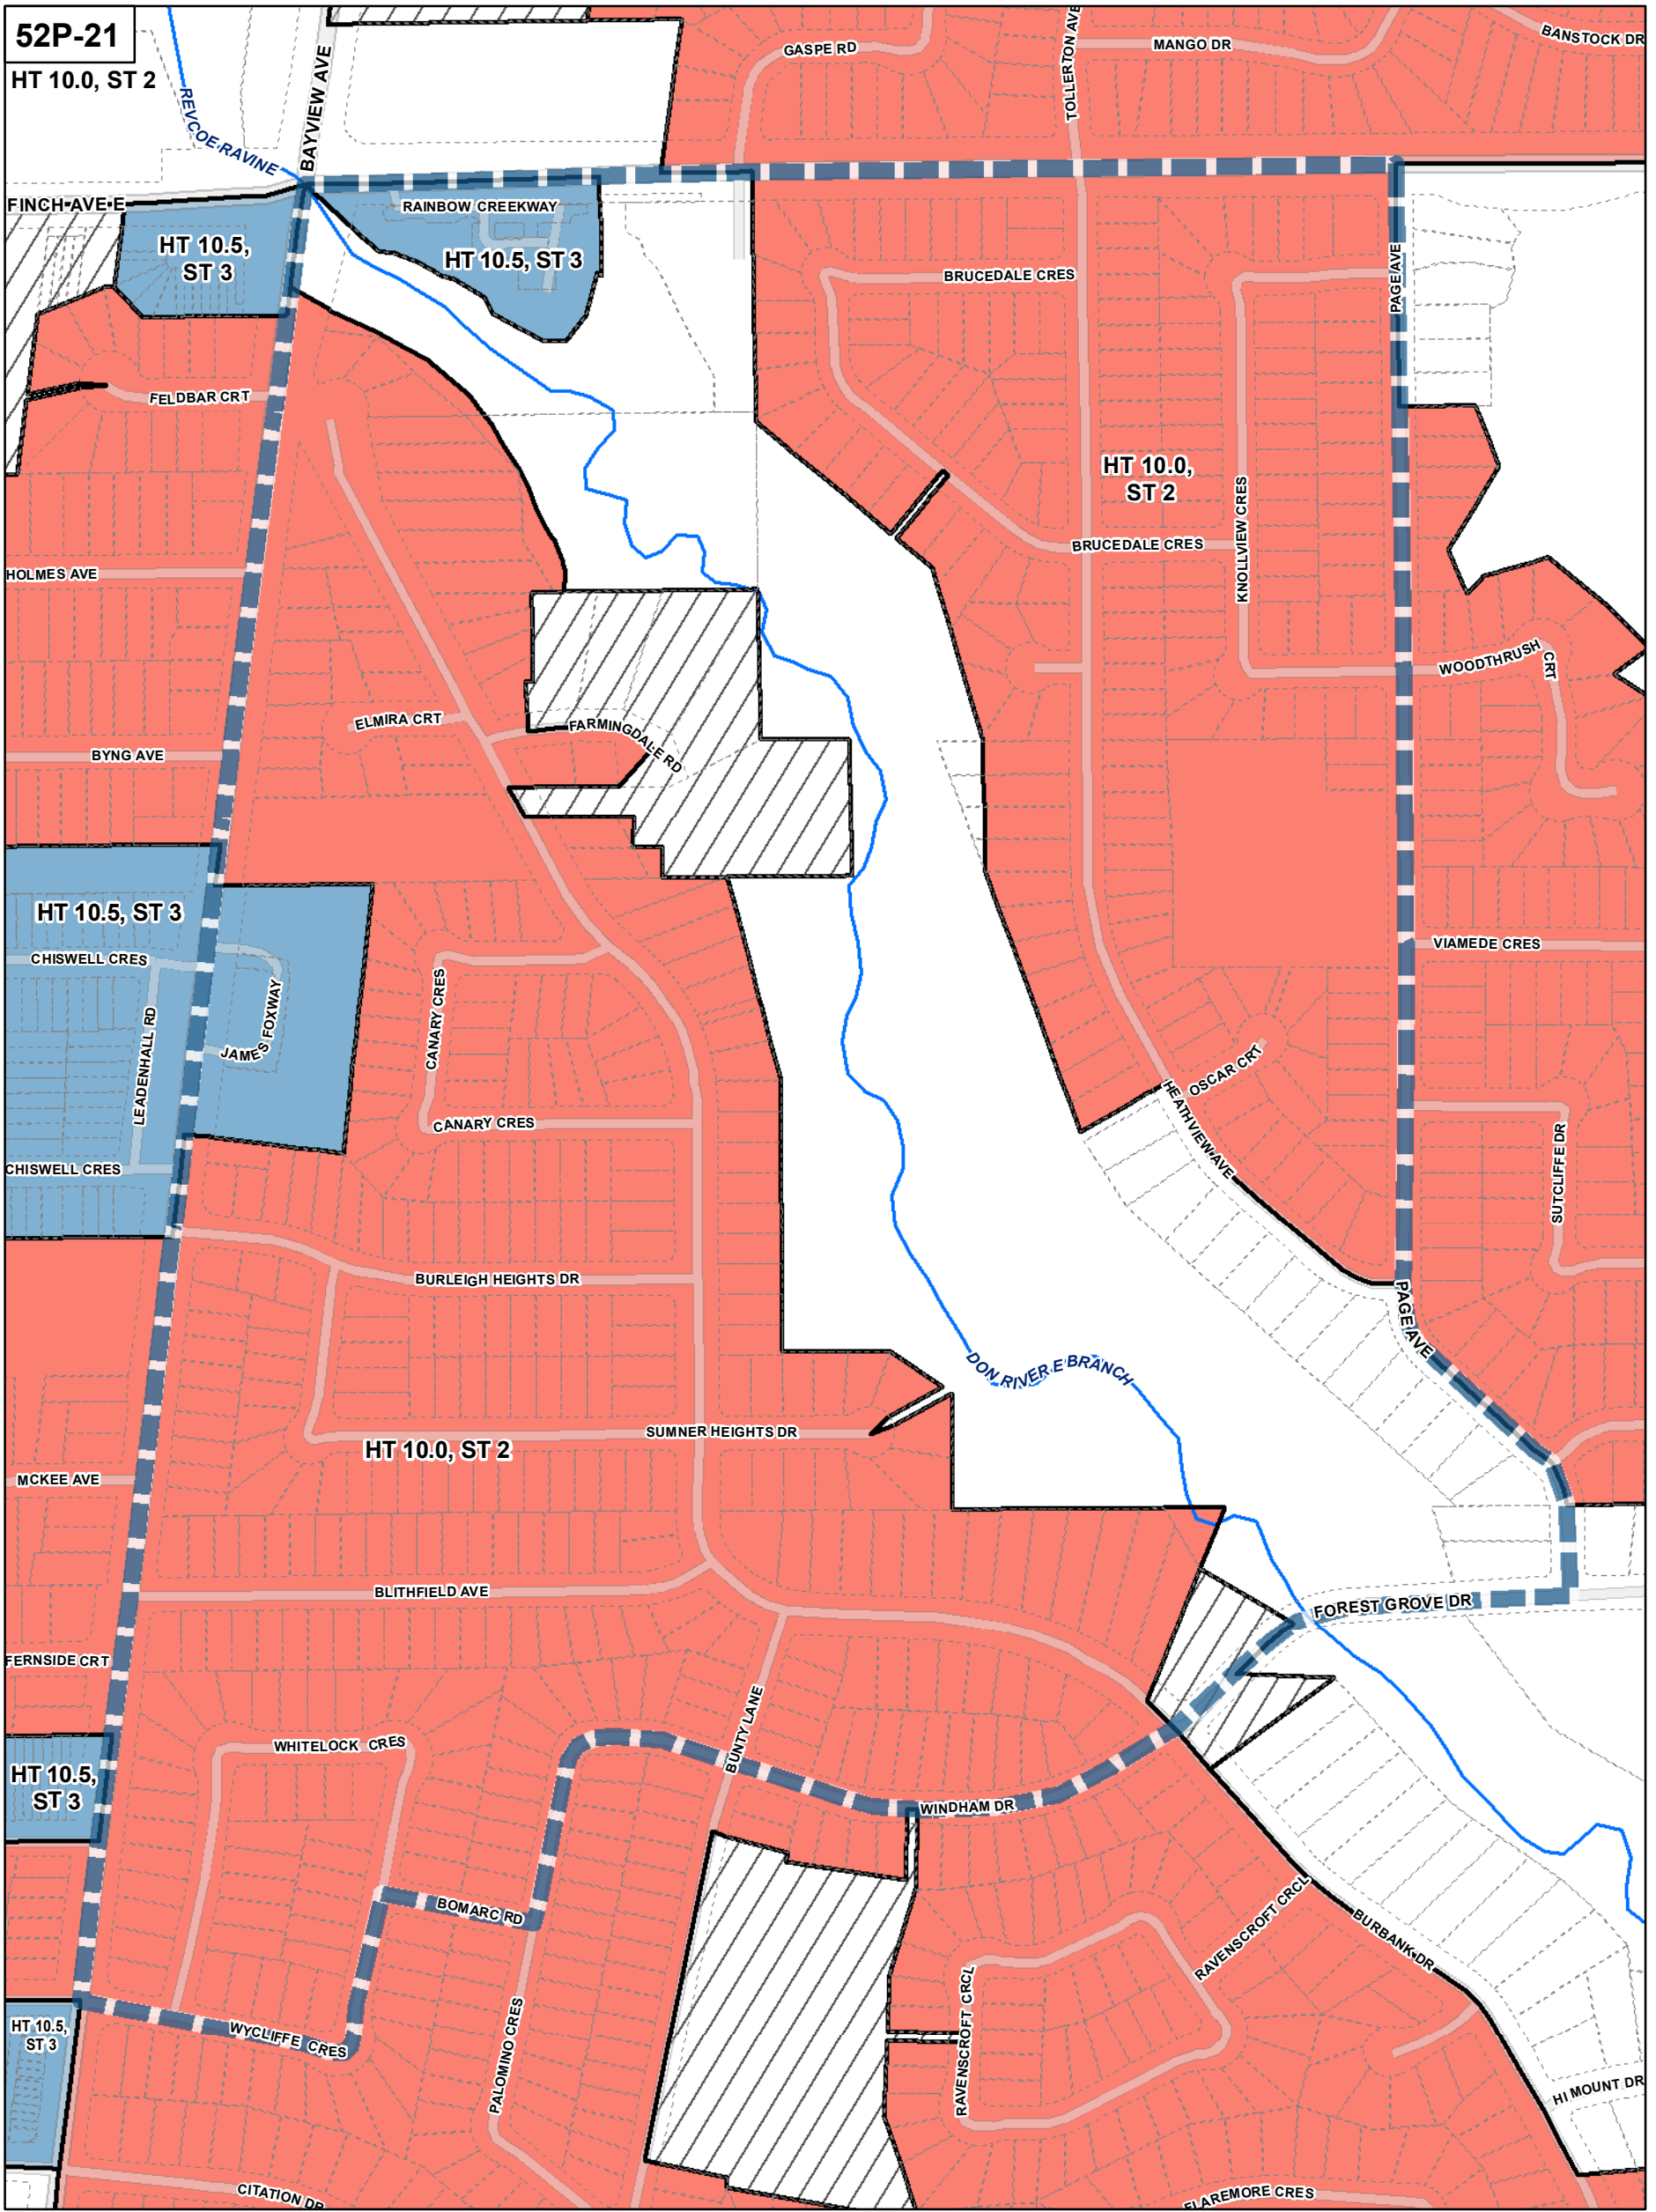 52P-21
HT 10.0, ST 2
REVCOE RAVINE
BAYVIEW AVE
GASPE RD
TOLLERTON AVE
MANGO DR
BANSTOCK DR
FINCH AVE E
HT 10.5,
ST 3
RAINBOW CREEKWAY
HT 10.5, ST 3
BRUCEDALE CRES
PAGE AVE
FELDBAR CRT
HT 10.0,
ST 2
KNOLLVIEW CRES
BRUCEDALE CRES
HOLMES AVE
WOODTHRUSH
CRT
ELMIRA CRT
FARMINGDALE RD
BYNG AVE
HT 10.5, ST 3
CHISWELL CRES
VIAMEDE CRES
CANARY CRES
JAMES FOXWAY
LEADENHALL RD
OSCAR CRT
HEATHVIEW AVE
CANARY CRES
CHISWELL CRES
SUTCLIFFE DR
BURLEIGH HEIGHTS DR
PAGE AVE
DON RIVER E BRANCH
SUMNER HEIGHTS DR
HT 10.0, ST 2
MCKEE AVE
BLITHFIELD AVE
FOREST GROVE DR
FERNSIDE CRT
BUNTY LANE
WHITELOCK CRES
HT 10.5,
ST 3
WINDHAM DR
BOMARC RD
RAVENSCROFT CRCL
BURBANK DR
RAVENSCROFT CRCL
HT 10.5,
ST 3
WYCLIFFE CRES
PALOMINO CRES
HI MOUNT DR
CITATION DR
FLAREMORE CRES